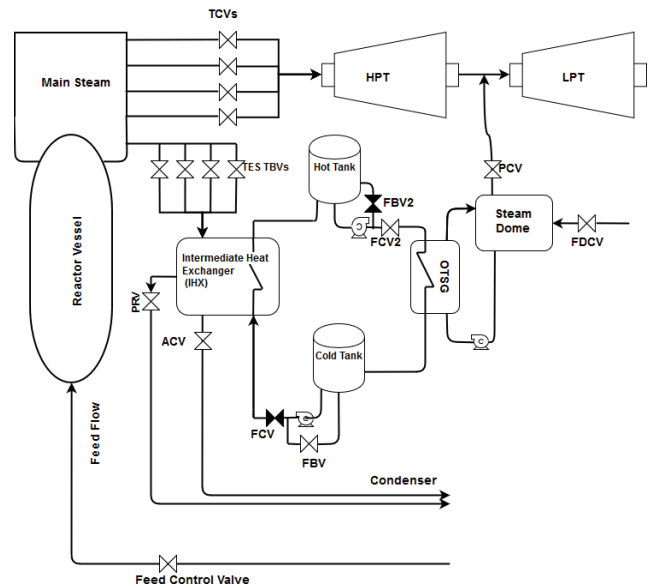 TCVs
Main Steam
HPT
LPT
TES TBVs
Hot Tank
FBV2
FCV2
PCV
Steam
Dome
FDCV
C
Intermediate Heat
Exchanger
(IHX)
OTSG
Reactor Vessel
PRV
ACV
C
Cold Tank
FCV
C
FBV
Feed Flow
Condenser
Feed Control Valve